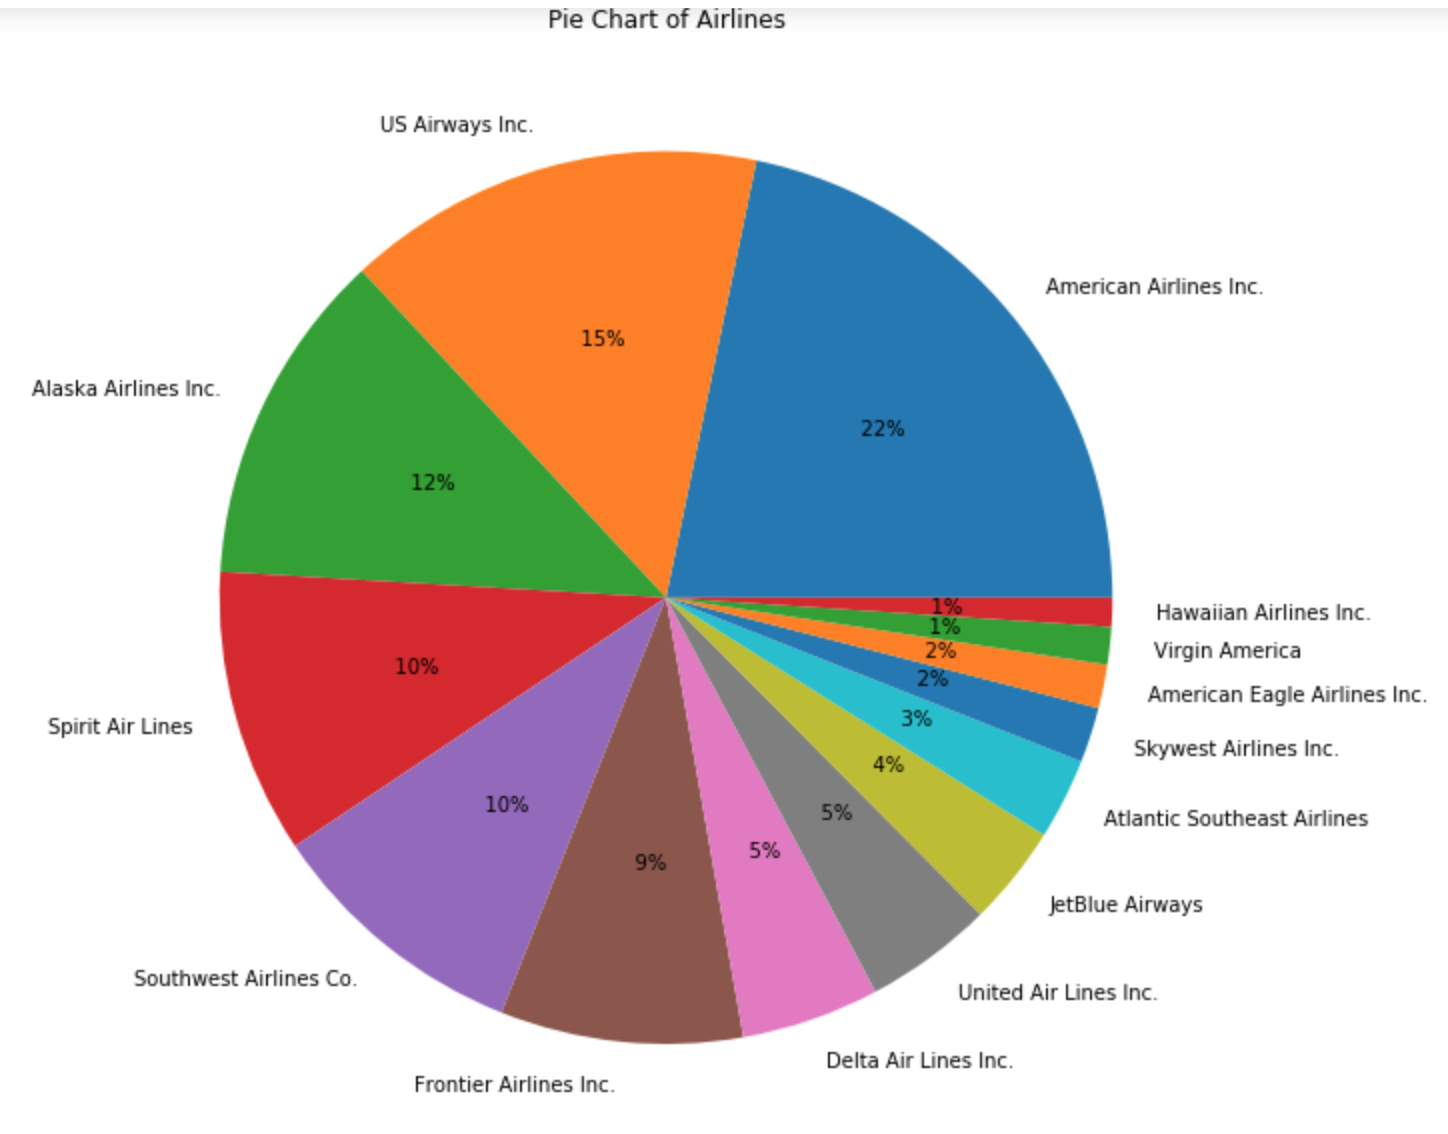 Pie Chart of Airlines
US Airways Inc.
American Airlines Inc.
15%
Alaska Airlines Inc.
22%
12%
1%
Hawaiian Airlines Inc.
1%
Virgin America
2%
American Eagle Airlines Inc.
2%
Skywest Airlines Inc.
3%
Atlantic Southeast Airlines
4%
JetBlue Airways
5%
United Air Lines Inc.
5%
Delta Air Lines Inc.
9%
Frontier Airlines Inc.
10%
Southwest Airlines Co.
10%
Spirit Air Lines